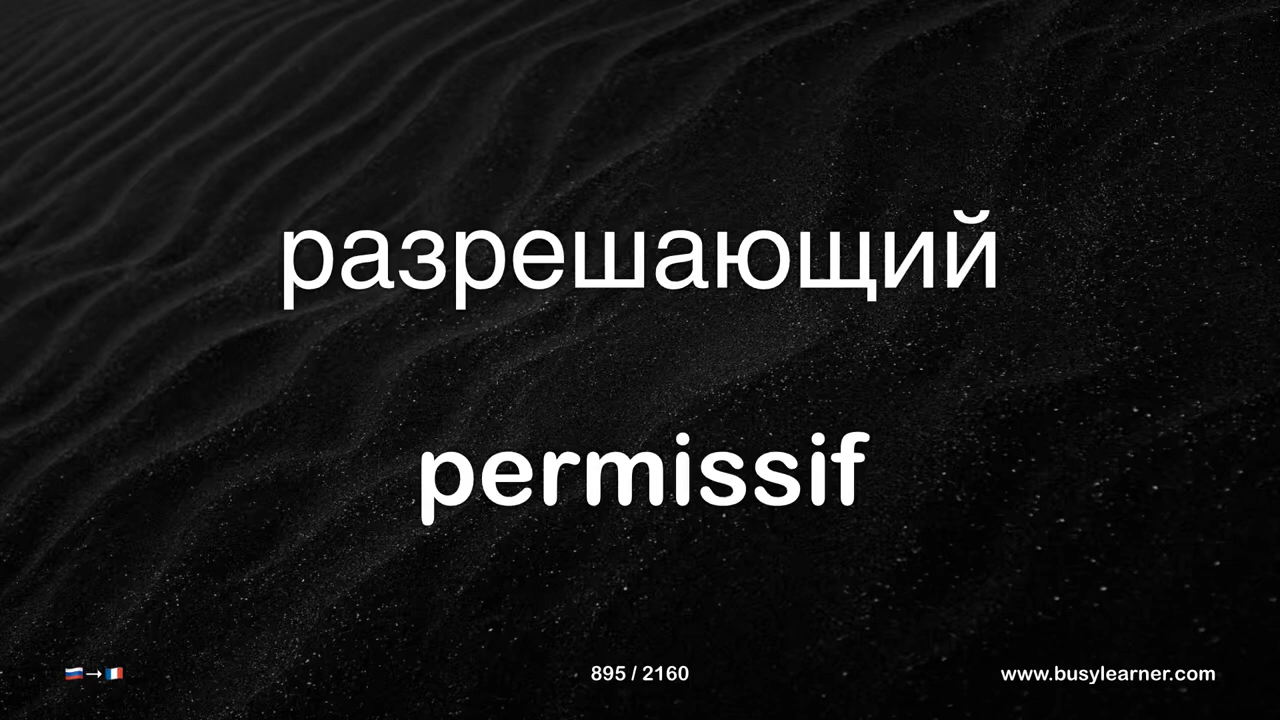 разрешающий
permissif
🇷🇺→🇫🇷
895 / 2160
www.busylearner.com